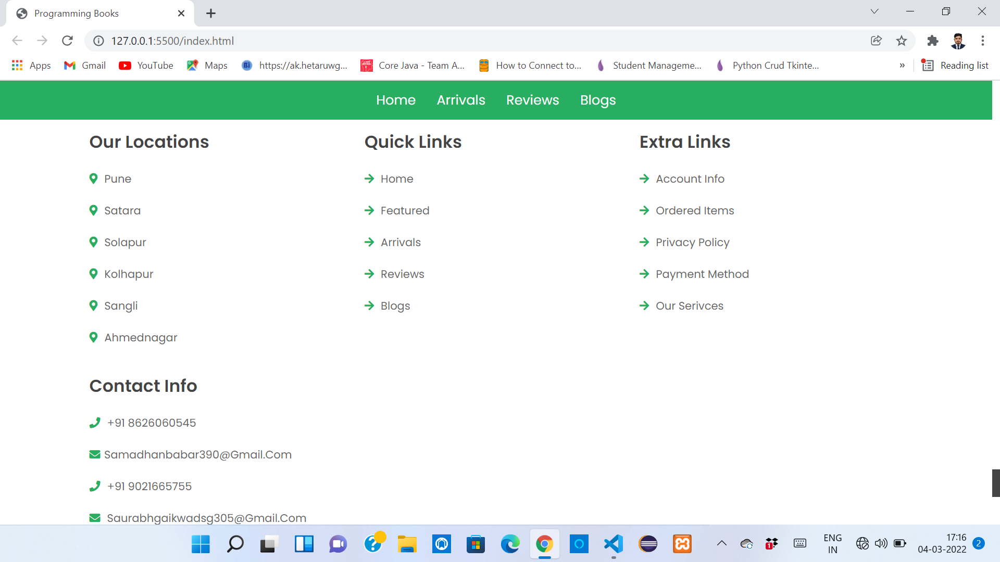 Programming Books
127.0.0.1:5500/index.html
Apps
Gmail
YouTube
Maps
Bi
https://ak.hetaruwg...
Core Java - Team A...
How to Connect to...
Student Manageme...
Python Crud Tkinte...
»
Reading list
Home
Arrivals
Reviews
Blogs
Our Locations
Pune
Satara
Solapur
Kolhapur
Sangli
Ahmednagar
Quick Links
Home
Featured
Arrivals
Reviews
Blogs
Extra Links
Account Info
Ordered Items
Privacy Policy
Payment Method
Our Serivces
Contact Info
+91 8626060545
Samadhanbabar390@Gmail.Com
+91 9021665755
Saurabhgaikwadsg305@Gmail.Com
1
ENG
IN
17:16
04-03-2022
2